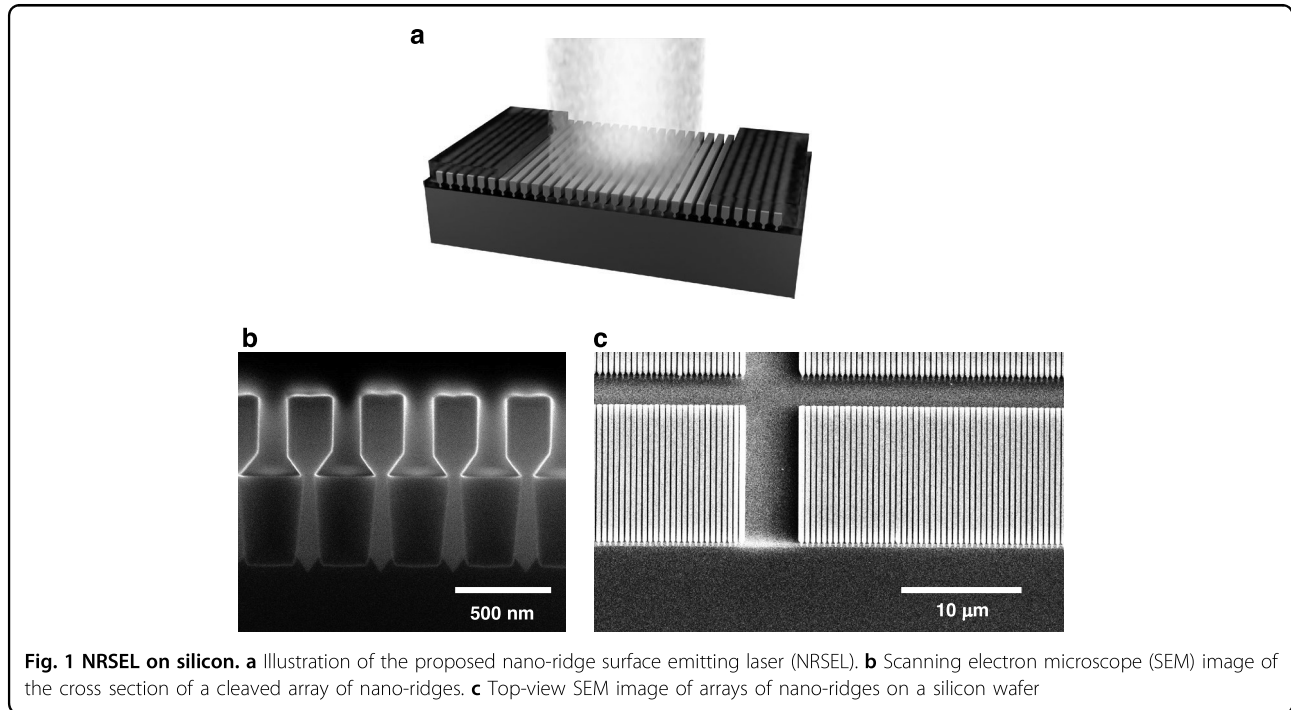 a
b
c
500 nm
10 μm
Fig. 1 NRSEL on silicon. a Illustration of the proposed nano-ridge surface emitting laser (NRSEL). b Scanning electron microscope (SEM) image of
the cross section of a cleaved array of nano-ridges. c Top-view SEM image of arrays of nano-ridges on a silicon wafer